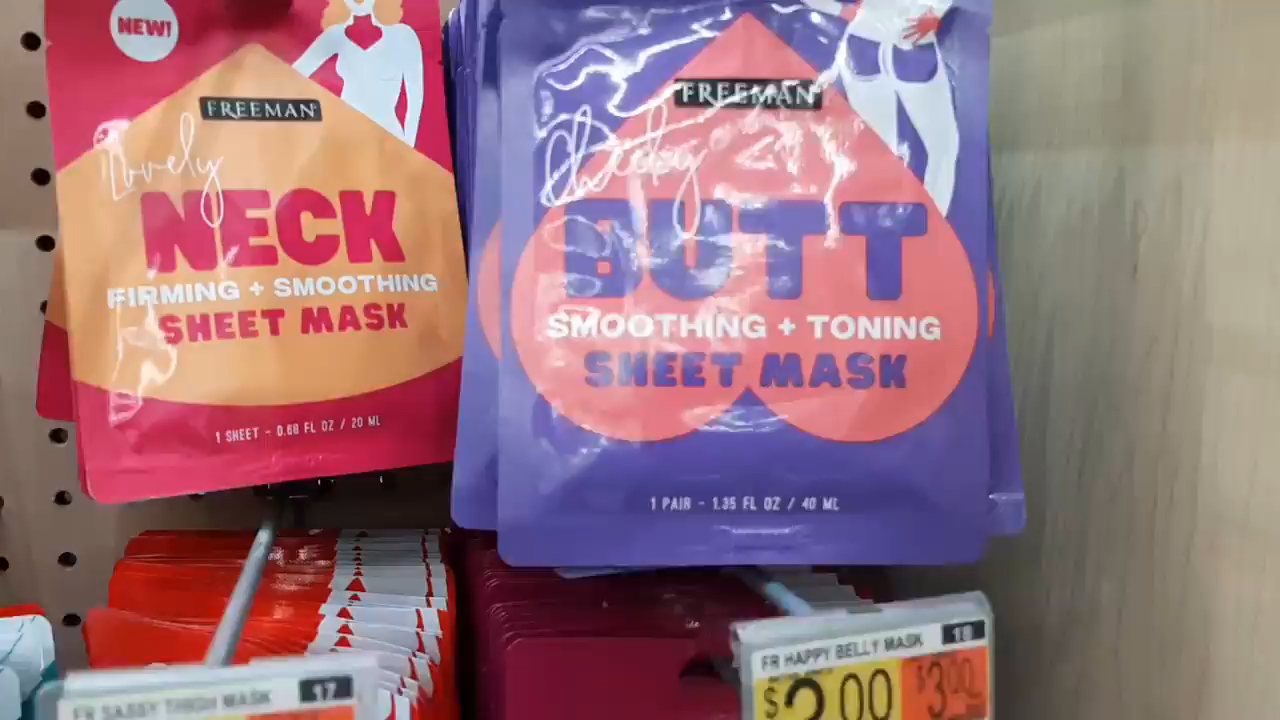 NEW!
FREEMAN
Lovely
NECK
FIRMING + SMOOTHING
SHEET MASK
1 SHEET - 0.68 FL OZ / 20 ML
FREEMAN
Cheeky
BUTT
SMOOTHING + TONING
SHEET MASK
1 PAIR - 1.35 FL OZ / 40 ML
FR SASSY THIGH MASK
17
FR HAPPY BELLY MASK
18
$3.00